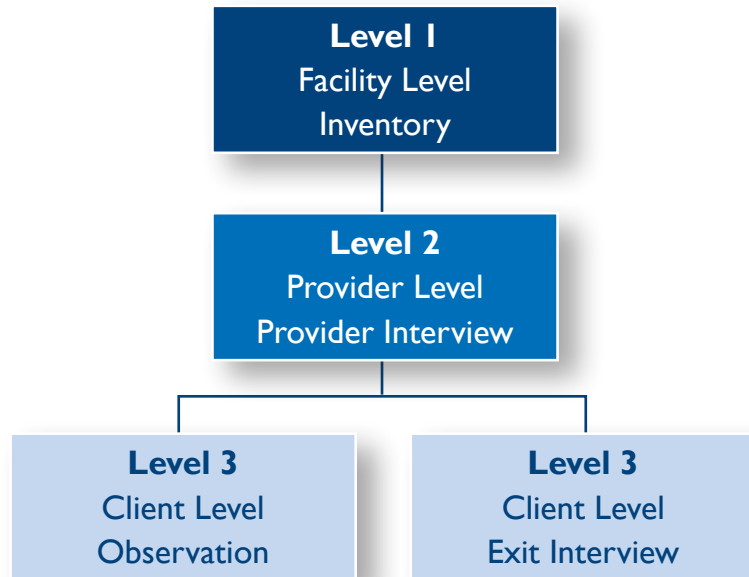 Level 1
Facility Level
Inventory
Level 2
Provider Level
Provider Interview
Level 3
Client Level
Observation
Level 3
Client Level
Exit Interview